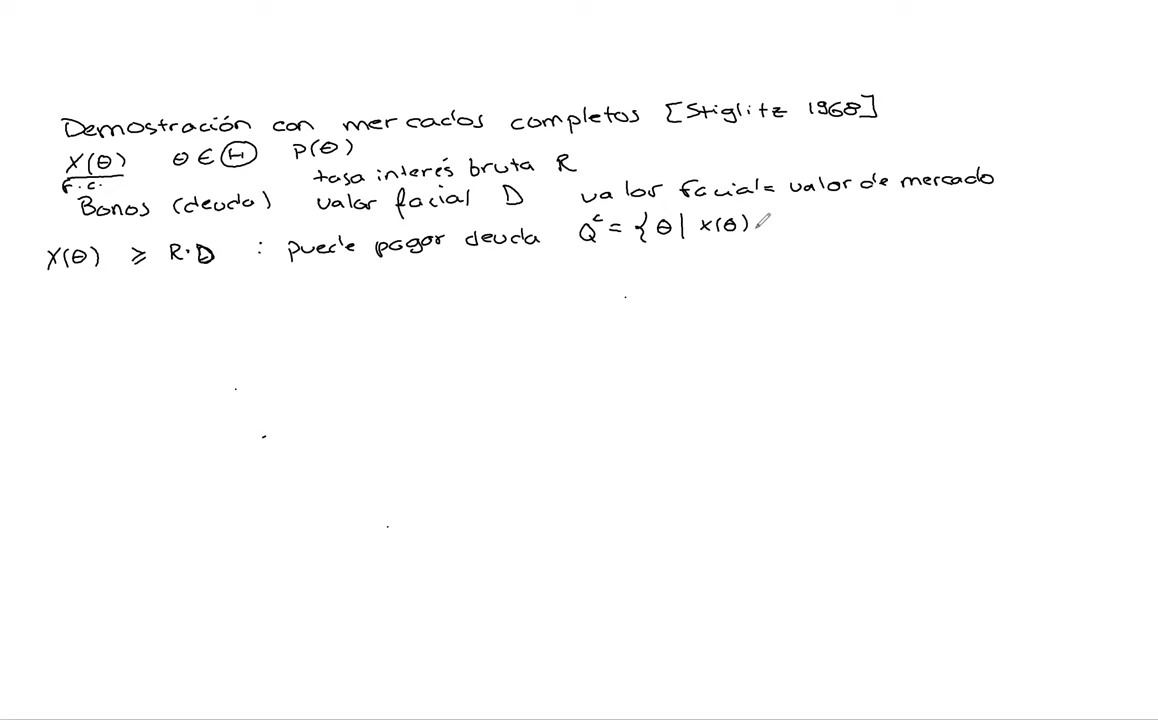 Demostración con mercados completos [Stiglitz 1968]
X(θ) θ ∈ Θ P(θ)
F.C.
tasa interés bruta R
Bonos (deuda) valor facial D valor facial = valor de mercado
X(θ) ≥ R·D : puede pagar deuda Qᶜ = {θ| X(θ)